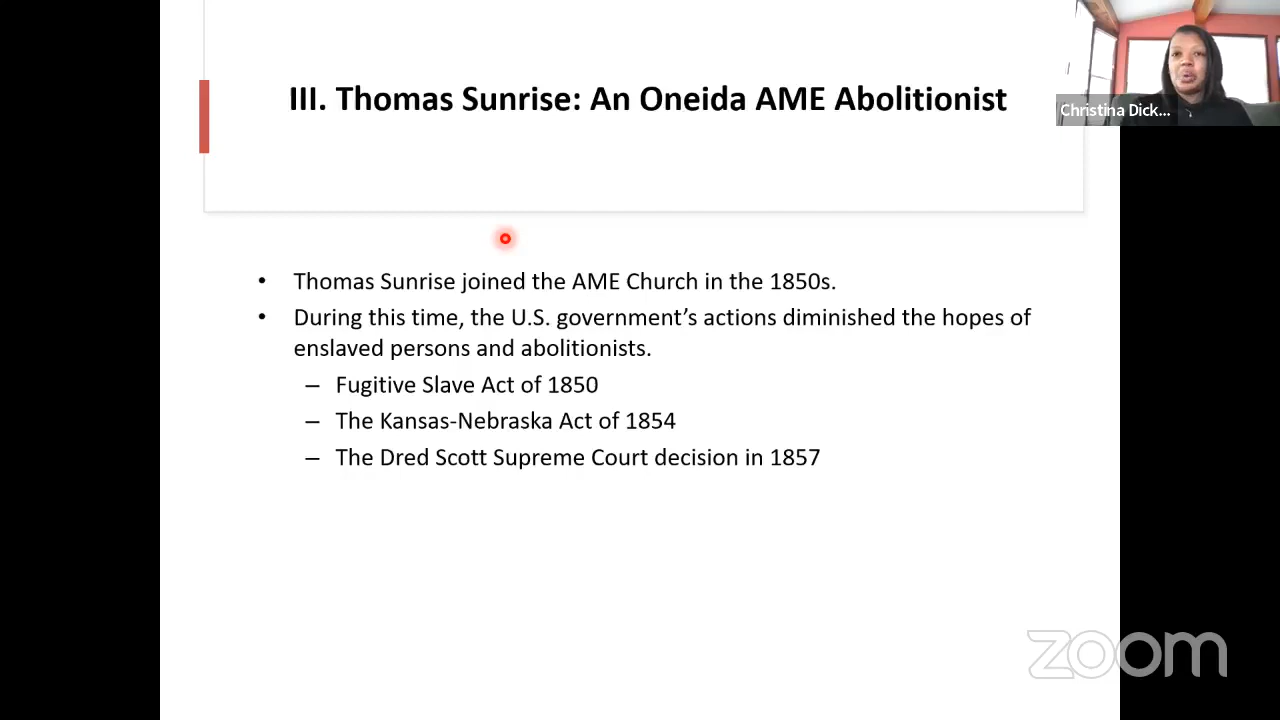 III. Thomas Sunrise: An Oneida AME Abolitionist
Christina Dick...
• Thomas Sunrise joined the AME Church in the 1850s.
• During this time, the U.S. government’s actions diminished the hopes of
enslaved persons and abolitionists.
– Fugitive Slave Act of 1850
– The Kansas-Nebraska Act of 1854
– The Dred Scott Supreme Court decision in 1857
zoom